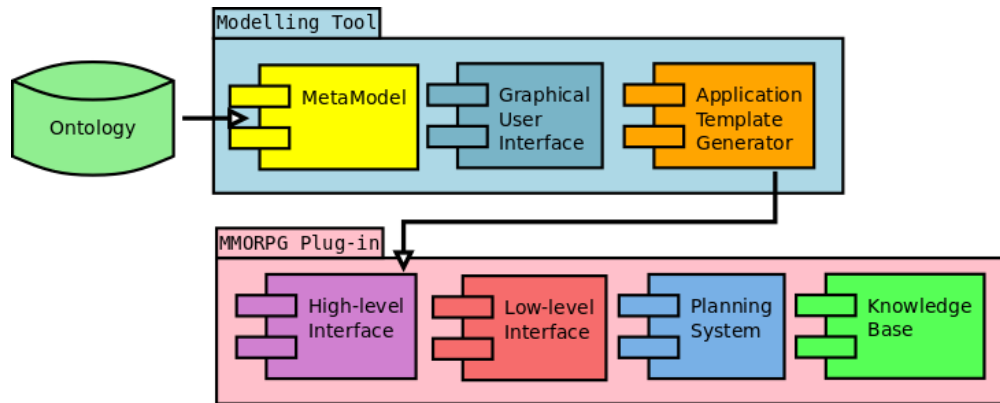 Modelling Tool
Ontology
MetaModel
Graphical
User
Interface
Application
Template
Generator
MMORPG Plug-in
High-level
Interface
Low-level
Interface
Planning
System
Knowledge
Base